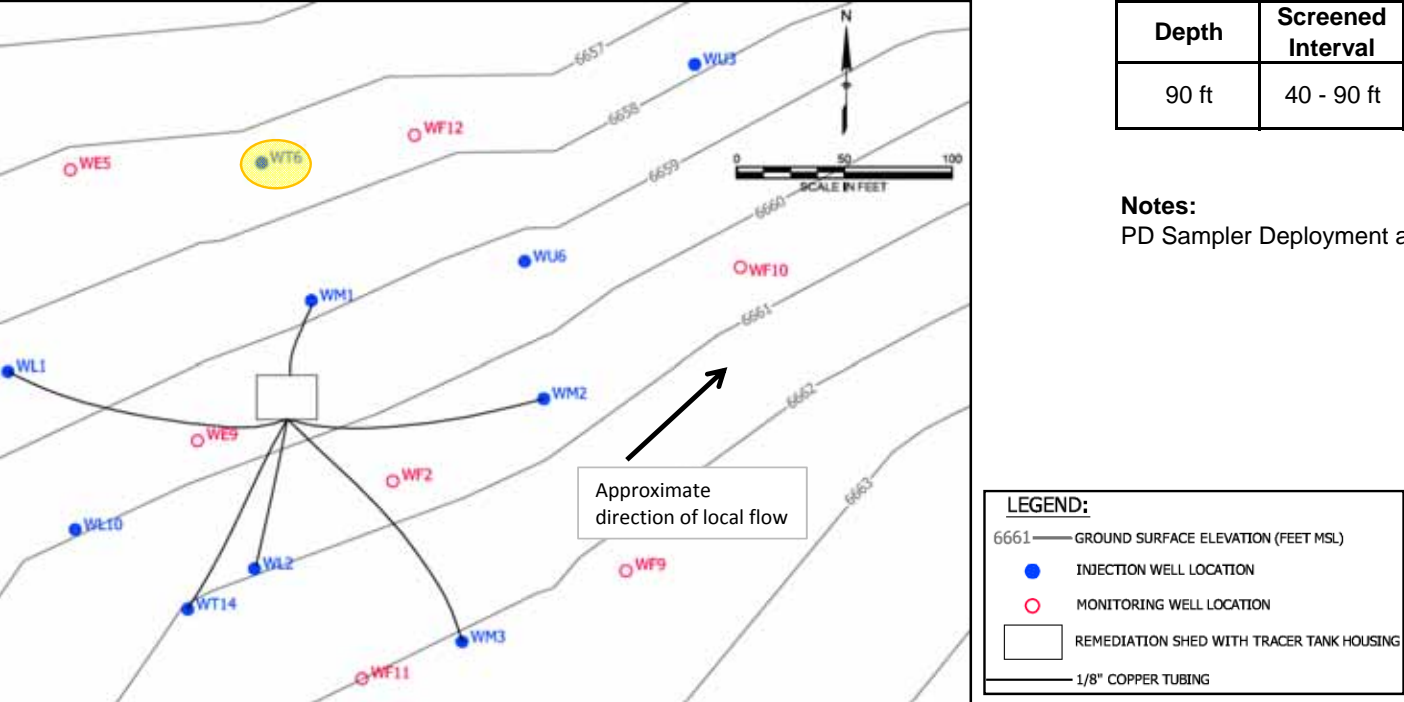 6657
N
WU3
6658
WF12
WT6
WE5
0 50 100
SCALE IN FEET
6659
6660
WU6
WF10
WM1
6661
WL1
WM2
6662
WE9
WF2
Approximate
direction of local flow
6663
WL10
WL2
WF9
WT14
WM3
WF11
Depth
Screened
Interval
90 ft
40 - 90 ft
Notes:
PD Sampler Deployment a
LEGEND:
6661 GROUND SURFACE ELEVATION (FEET MSL)
INJECTION WELL LOCATION
MONITORING WELL LOCATION
REMEDIATION SHED WITH TRACER TANK HOUSING
1/8" COPPER TUBING